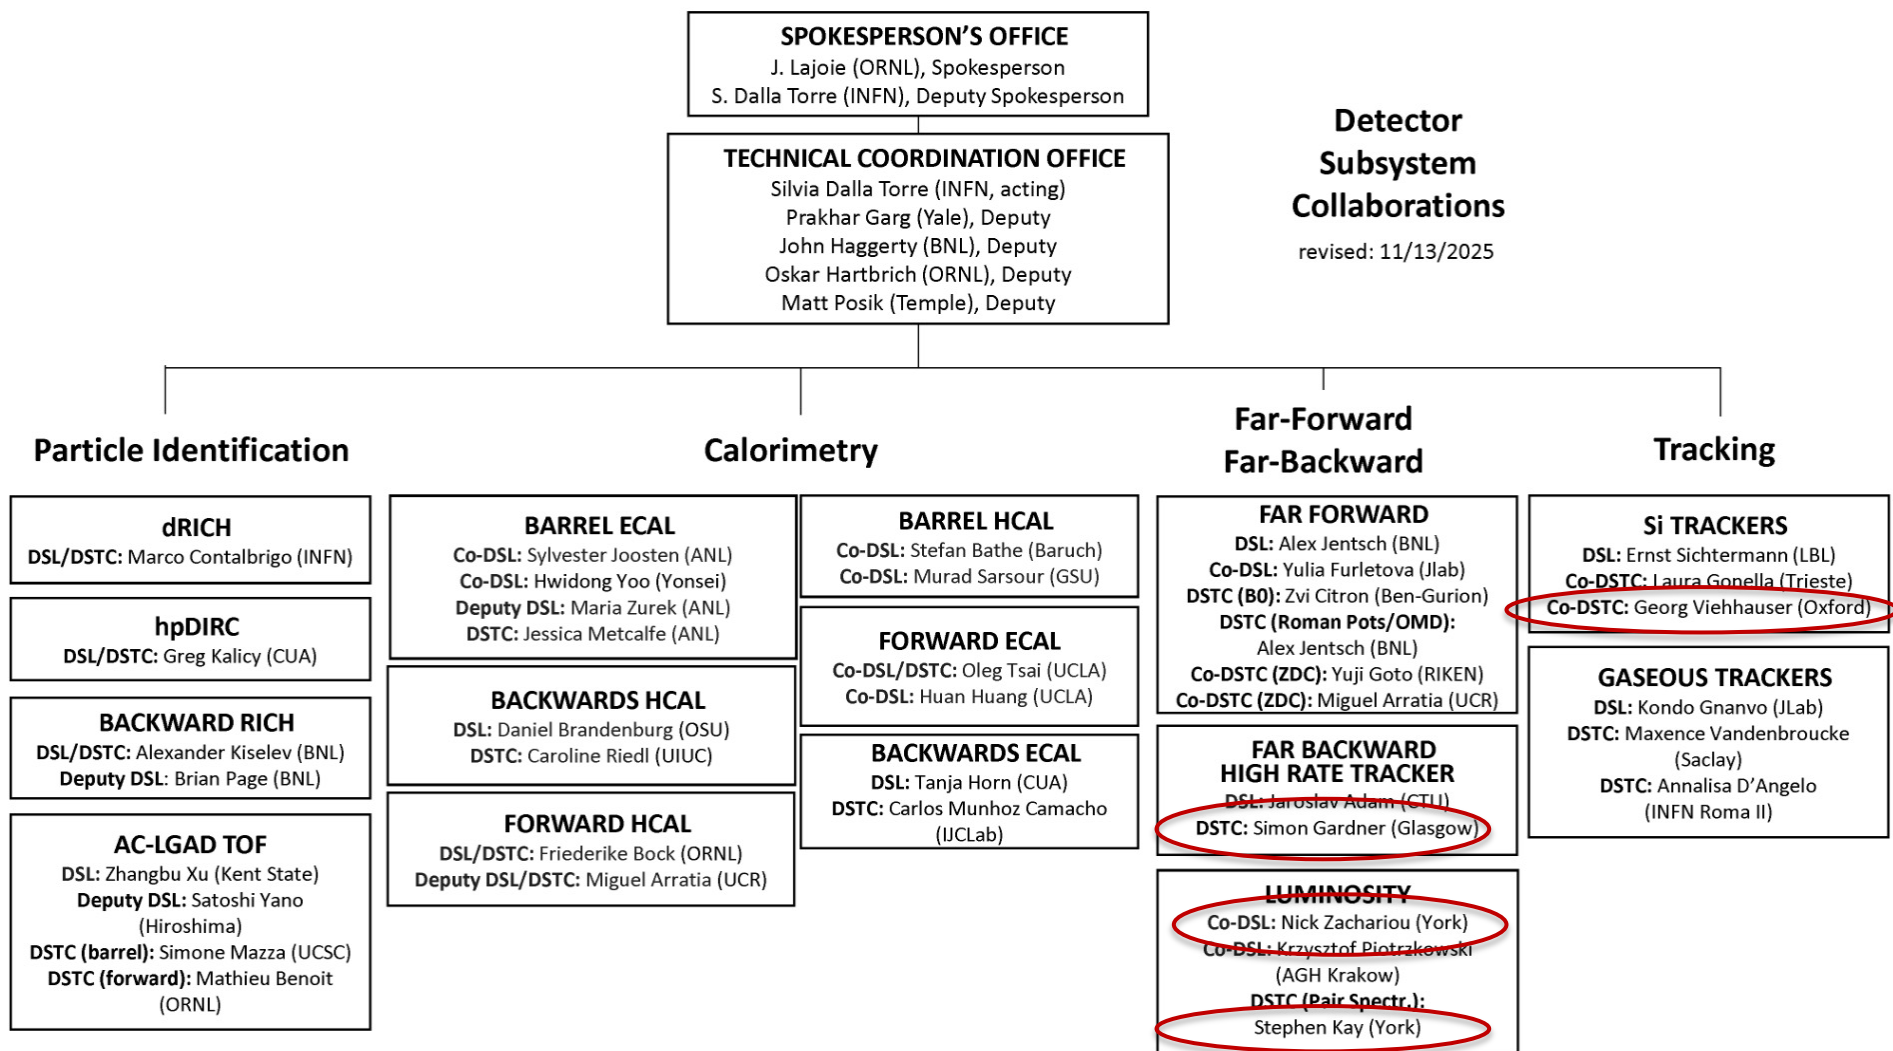 SPOKESPERSON'S OFFICE
J. Lajoie (ORNL), Spokesperson
S. Dalla Torre (INFN), Deputy Spokesperson
TECHNICAL COORDINATION OFFICE
Silvia Dalla Torre (INFN, acting)
Prakhar Garg (Yale), Deputy
John Haggerty (BNL), Deputy
Oskar Hartbrich (ORNL), Deputy
Matt Posik (Temple), Deputy
Detector
Subsystem
Collaborations
revised: 11/13/2025
Particle Identification
dRICH
DSL/DSTC: Marco Contalbrigo (INFN)
hpDIRC
DSL/DSTC: Greg Kalicy (CUA)
BACKWARD RICH
DSL/DSTC: Alexander Kiselev (BNL)
Deputy DSL: Brian Page (BNL)
AC-LGAD TOF
DSL: Zhangbu Xu (Kent State)
Deputy DSL: Satoshi Yano
(Hiroshima)
DSTC (barrel): Simone Mazza (UCSC)
DSTC (forward): Mathieu Benoit
(ORNL)
Calorimetry
BARREL ECAL
Co-DSL: Sylvester Joosten (ANL)
Co-DSL: Hwidong Yoo (Yonsei)
Deputy DSL: Maria Zurek (ANL)
DSTC: Jessica Metcalfe (ANL)
BACKWARDS HCAL
DSL: Daniel Brandenburg (OSU)
DSTC: Caroline Riedl (UIUC)
FORWARD HCAL
DSL/DSTC: Friederike Bock (ORNL)
Deputy DSL/DSTC: Miguel Arratia (UCR)
BARREL HCAL
Co-DSL: Stefan Bathe (Baruch)
Co-DSL: Murad Sarsour (GSU)
FORWARD ECAL
Co-DSL/DSTC: Oleg Tsai (UCLA)
Co-DSL: Huan Huang (UCLA)
BACKWARDS ECAL
DSL: Tanja Horn (CUA)
DSTC: Carlos Munhoz Camacho
(IJCLab)
Far-Forward
Far-Backward
FAR FORWARD
DSL: Alex Jentsch (BNL)
Co-DSL: Yulia Furletova (Jlab)
DSTC (B0): Zvi Citron (Ben-Gurion)
DSTC (Roman Pots/OMD):
Alex Jentsch (BNL)
Co-DSTC (ZDC): Yuji Goto (RIKEN)
Co-DSTC (ZDC): Miguel Arratia (UCR)
FAR BACKWARD
HIGH RATE TRACKER
DSL: Jaroslav Adam (CTU)
DSTC: Simon Gardner (Glasgow)
LUMINOSITY
Co-DSL: Nick Zachariou (York)
Co-DSL: Krzysztof Piotrzkowski
(AGH Krakow)
DSTC (Pair Spectr.):
Stephen Kay (York)
Tracking
Si TRACKERS
DSL: Ernst Sichtermann (LBL)
Co-DSTC: Laura Gonella (Trieste)
Co-DSTC: Georg Viehhauser (Oxford)
GASEOUS TRACKERS
DSL: Kondo Gnanvo (JLab)
DSTC: Maxence Vandenbroucke
(Saclay)
DSTC: Annalisa D'Angelo
(INFN Roma II)